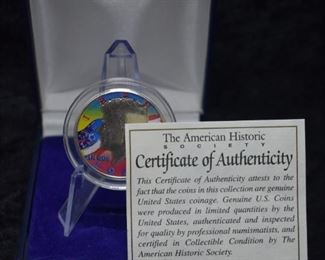 The American Historic
SOCIETY
Certificate of Authenticity
This Certificate of Authenticity attests to the
fact that the coins in this collection are genuine
United States coinage. Genuine U.S. Coins
were produced in limited quantities by the
United States, authenticated and inspected
for quality by professional numismatists, and
certified in Collectible Condition by The
American Historic Society.